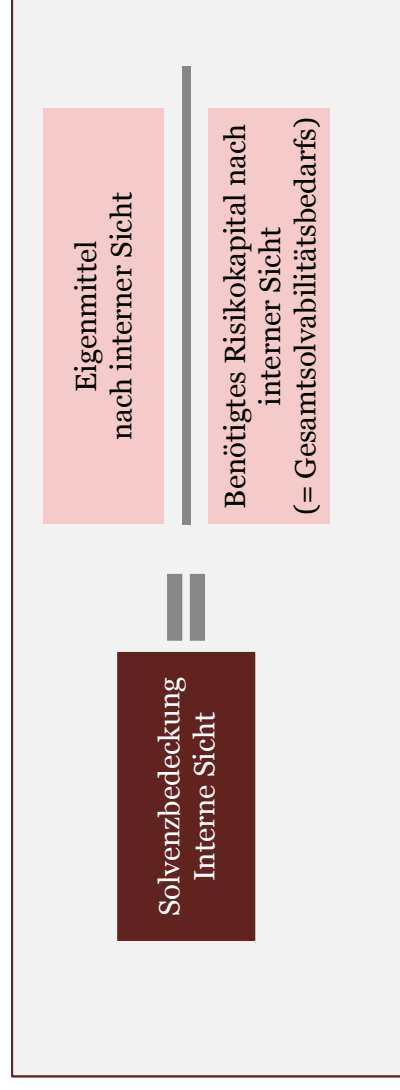 Solvenzbedeckung
Interne Sicht
=
Eigenmittel
nach interner Sicht
Benötigtes Risikokapital nach
interner Sicht
(= Gesamtsolvabilitätsbedarfs)